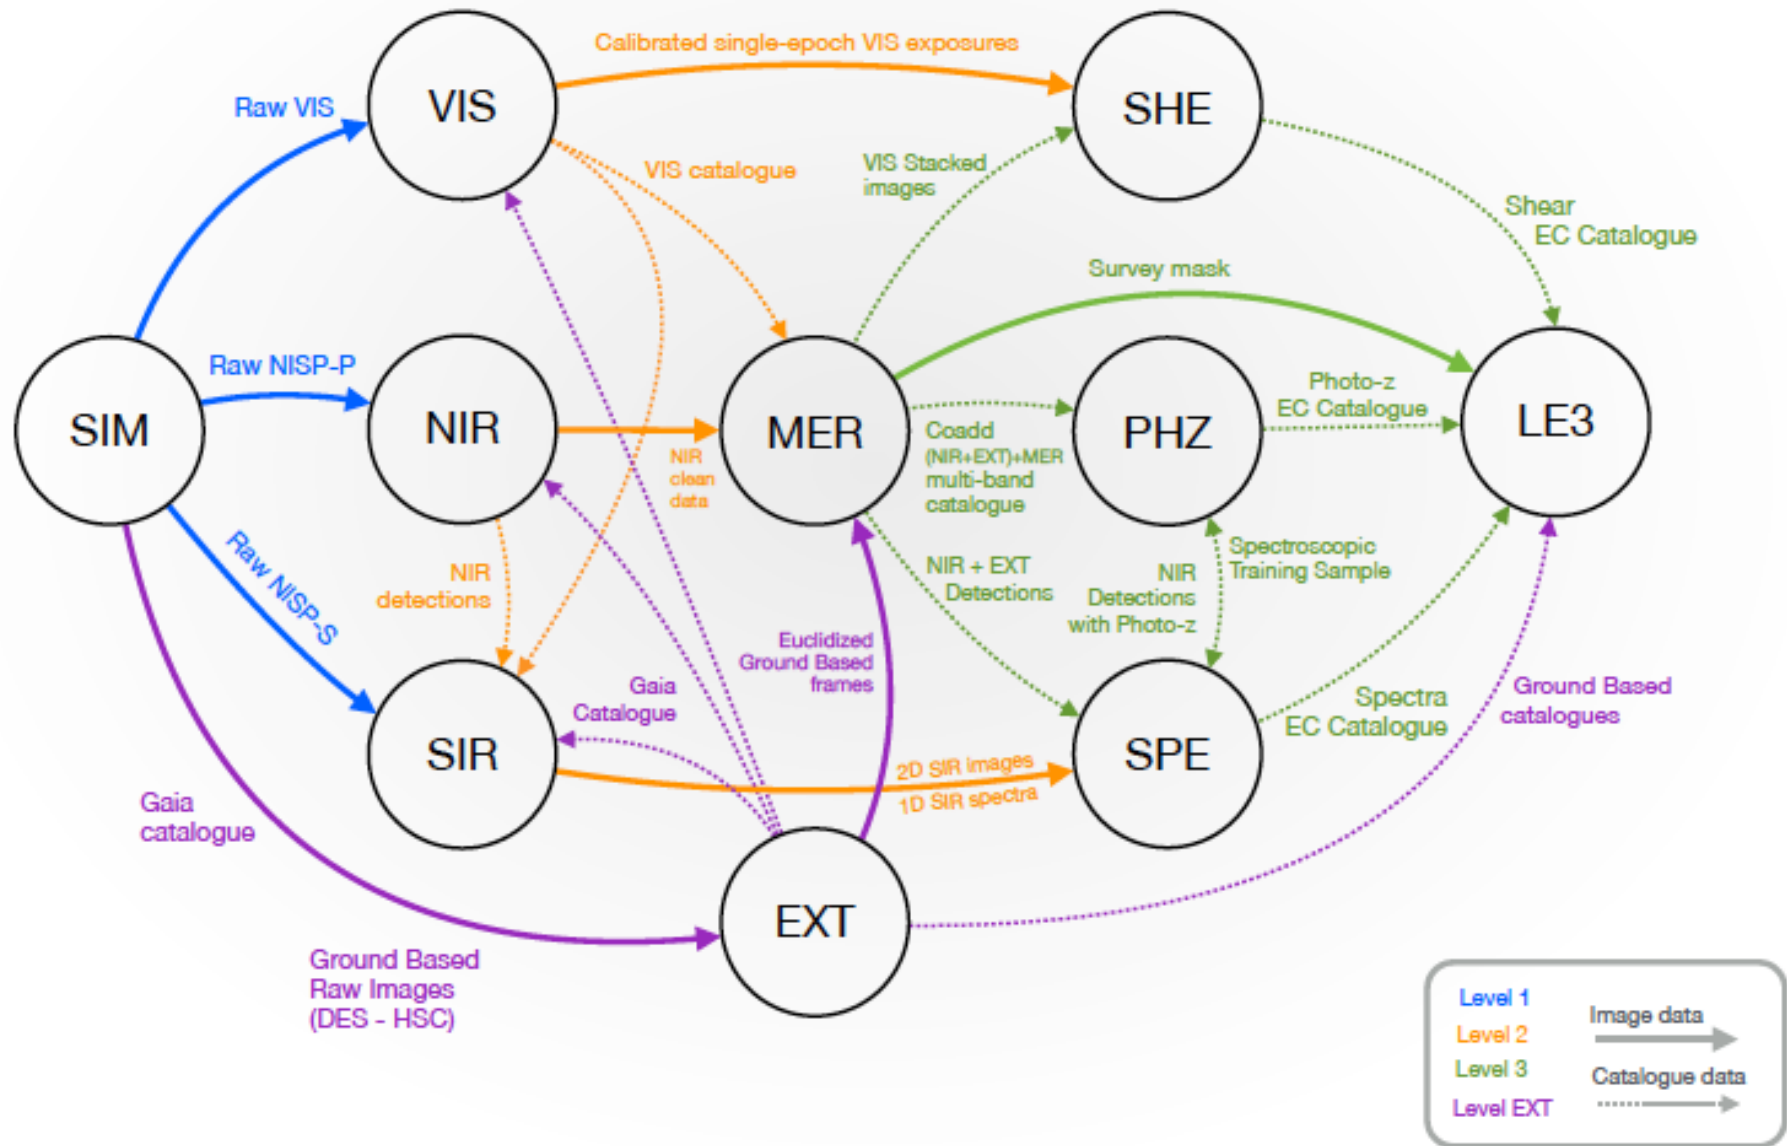 Calibrated single-epoch VIS exposures
Raw VIS
VIS
SHE
VIS catalogue
VIS Stacked
images
Shear
EC Catalogue
Survey mask
Raw NISP-P
SIM
NIR
MER
PHZ
LE3
Photo-z
EC Catalogue
NIR
clean
data
Coadd
(NIR+EXT)+MER
multi-band
catalogue
Raw NISP-S
NIR
detections
NIR + EXT
Detections
NIR
Detections
with Photo-z
Spectroscopic
Training Sample
Euclidized
Ground Based
frames
Gaia
Catalogue
SIR
2D SIR images
1D SIR spectra
SPE
Spectra
EC Catalogue
Ground Based
catalogues
Gaia
catalogue
EXT
Ground Based
Raw Images
(DES - HSC)
Level 1
Level 2
Level 3
Level EXT
Image data
Catalogue data